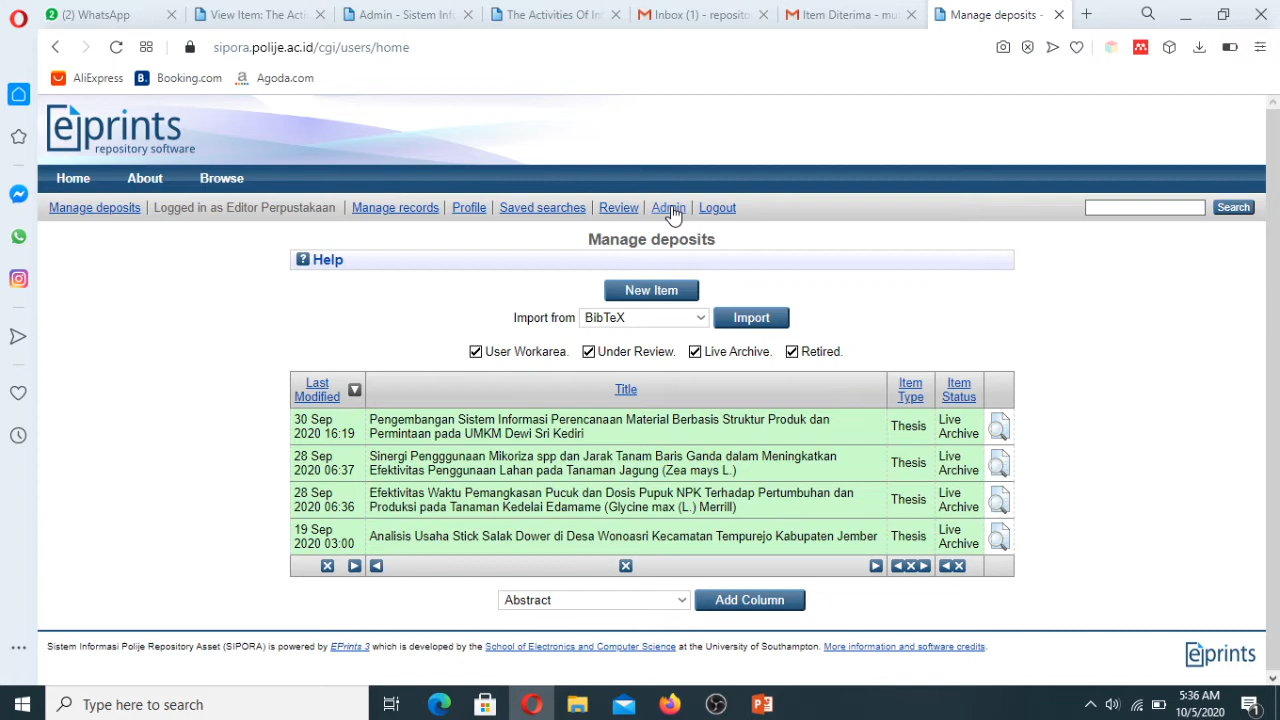 (2) WhatsApp
View Item: The Acti
Admin - Sistem Info
The Activities Of In
Inbox (1) - reposito
Item Diterima - mu
Manage deposits -
sipora.polije.ac.id/cgi/users/home
AliExpress
B.
Booking.com
a
Agoda.com
eprints
repository software
Home
About
Browse
Manage deposits
Logged in as Editor Perpustakaan
Manage records
Profile
Saved searches
Review
Admin
Logout
Search
Manage deposits
? Help
New Item
Import from
BibTeX
Import
User Workarea.
Under Review.
Live Archive.
Retired.
Last Modified
Title
Item Type
Item Status
30 Sep 2020 16:19
Pengembangan Sistem Informasi Perencanaan Material Berbasis Struktur Produk dan
Permintaan pada UMKM Dewi Sri Kediri
Thesis
Live Archive
28 Sep 2020 06:37
Sinergi Pengggunaan Mikoriza spp dan Jarak Tanam Baris Ganda dalam Meningkatkan
Efektivitas Penggunaan Lahan pada Tanaman Jagung (Zea mays L.)
Thesis
Live Archive
28 Sep 2020 06:36
Efektivitas Waktu Pemangkasan Pucuk dan Dosis Pupuk NPK Terhadap Pertumbuhan dan
Produksi pada Tanaman Kedelai Edamame (Glycine max (L.) Merrill)
Thesis
Live Archive
19 Sep 2020 03:00
Analisis Usaha Stick Salak Dower di Desa Wonoasri Kecamatan Tempurejo Kabupaten Jember
Thesis
Live Archive
Abstract
Add Column
Sistem Informasi Polije Repository Asset (SIPORA) is powered by EPrints 3 which is developed by the School of Electronics and Computer Science at the University of Southampton. More information and software credits.
eprints
Type here to search
5:36 AM
10/5/2020
1